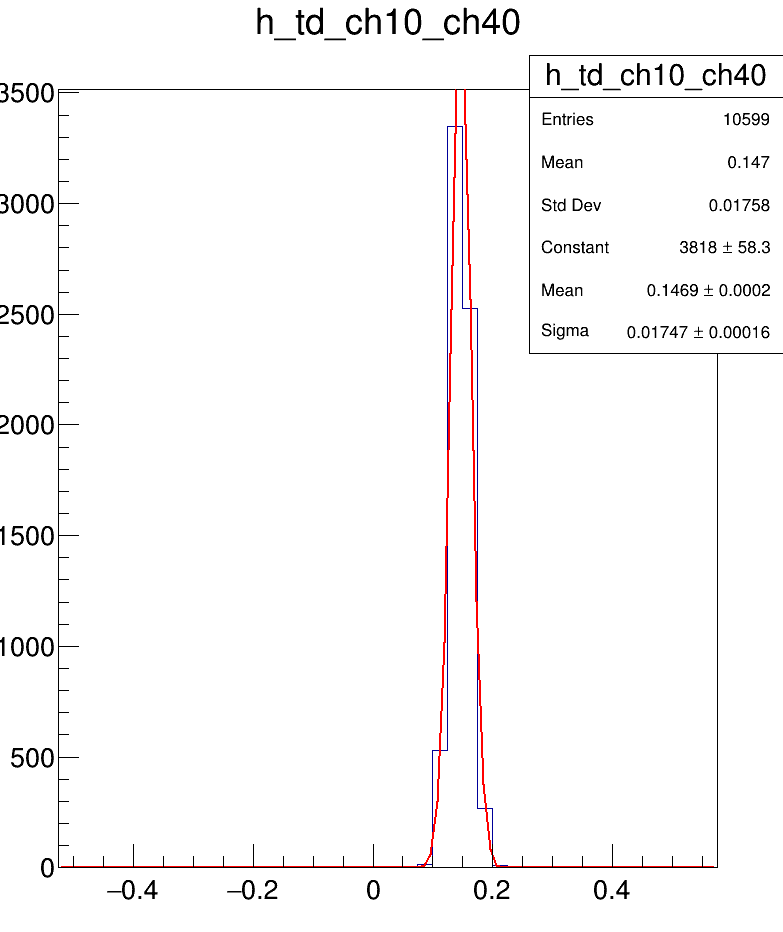 h_td_ch10_ch40
h_td_ch10_ch40
Entries 10599
Mean 0.147
Std Dev 0.01758
Constant 3818 ± 58.3
Mean 0.1469 ± 0.0002
Sigma 0.01747 ± 0.00016
3500
3000
2500
2000
1500
1000
500
0
−0.4 −0.2 0 0.2 0.4